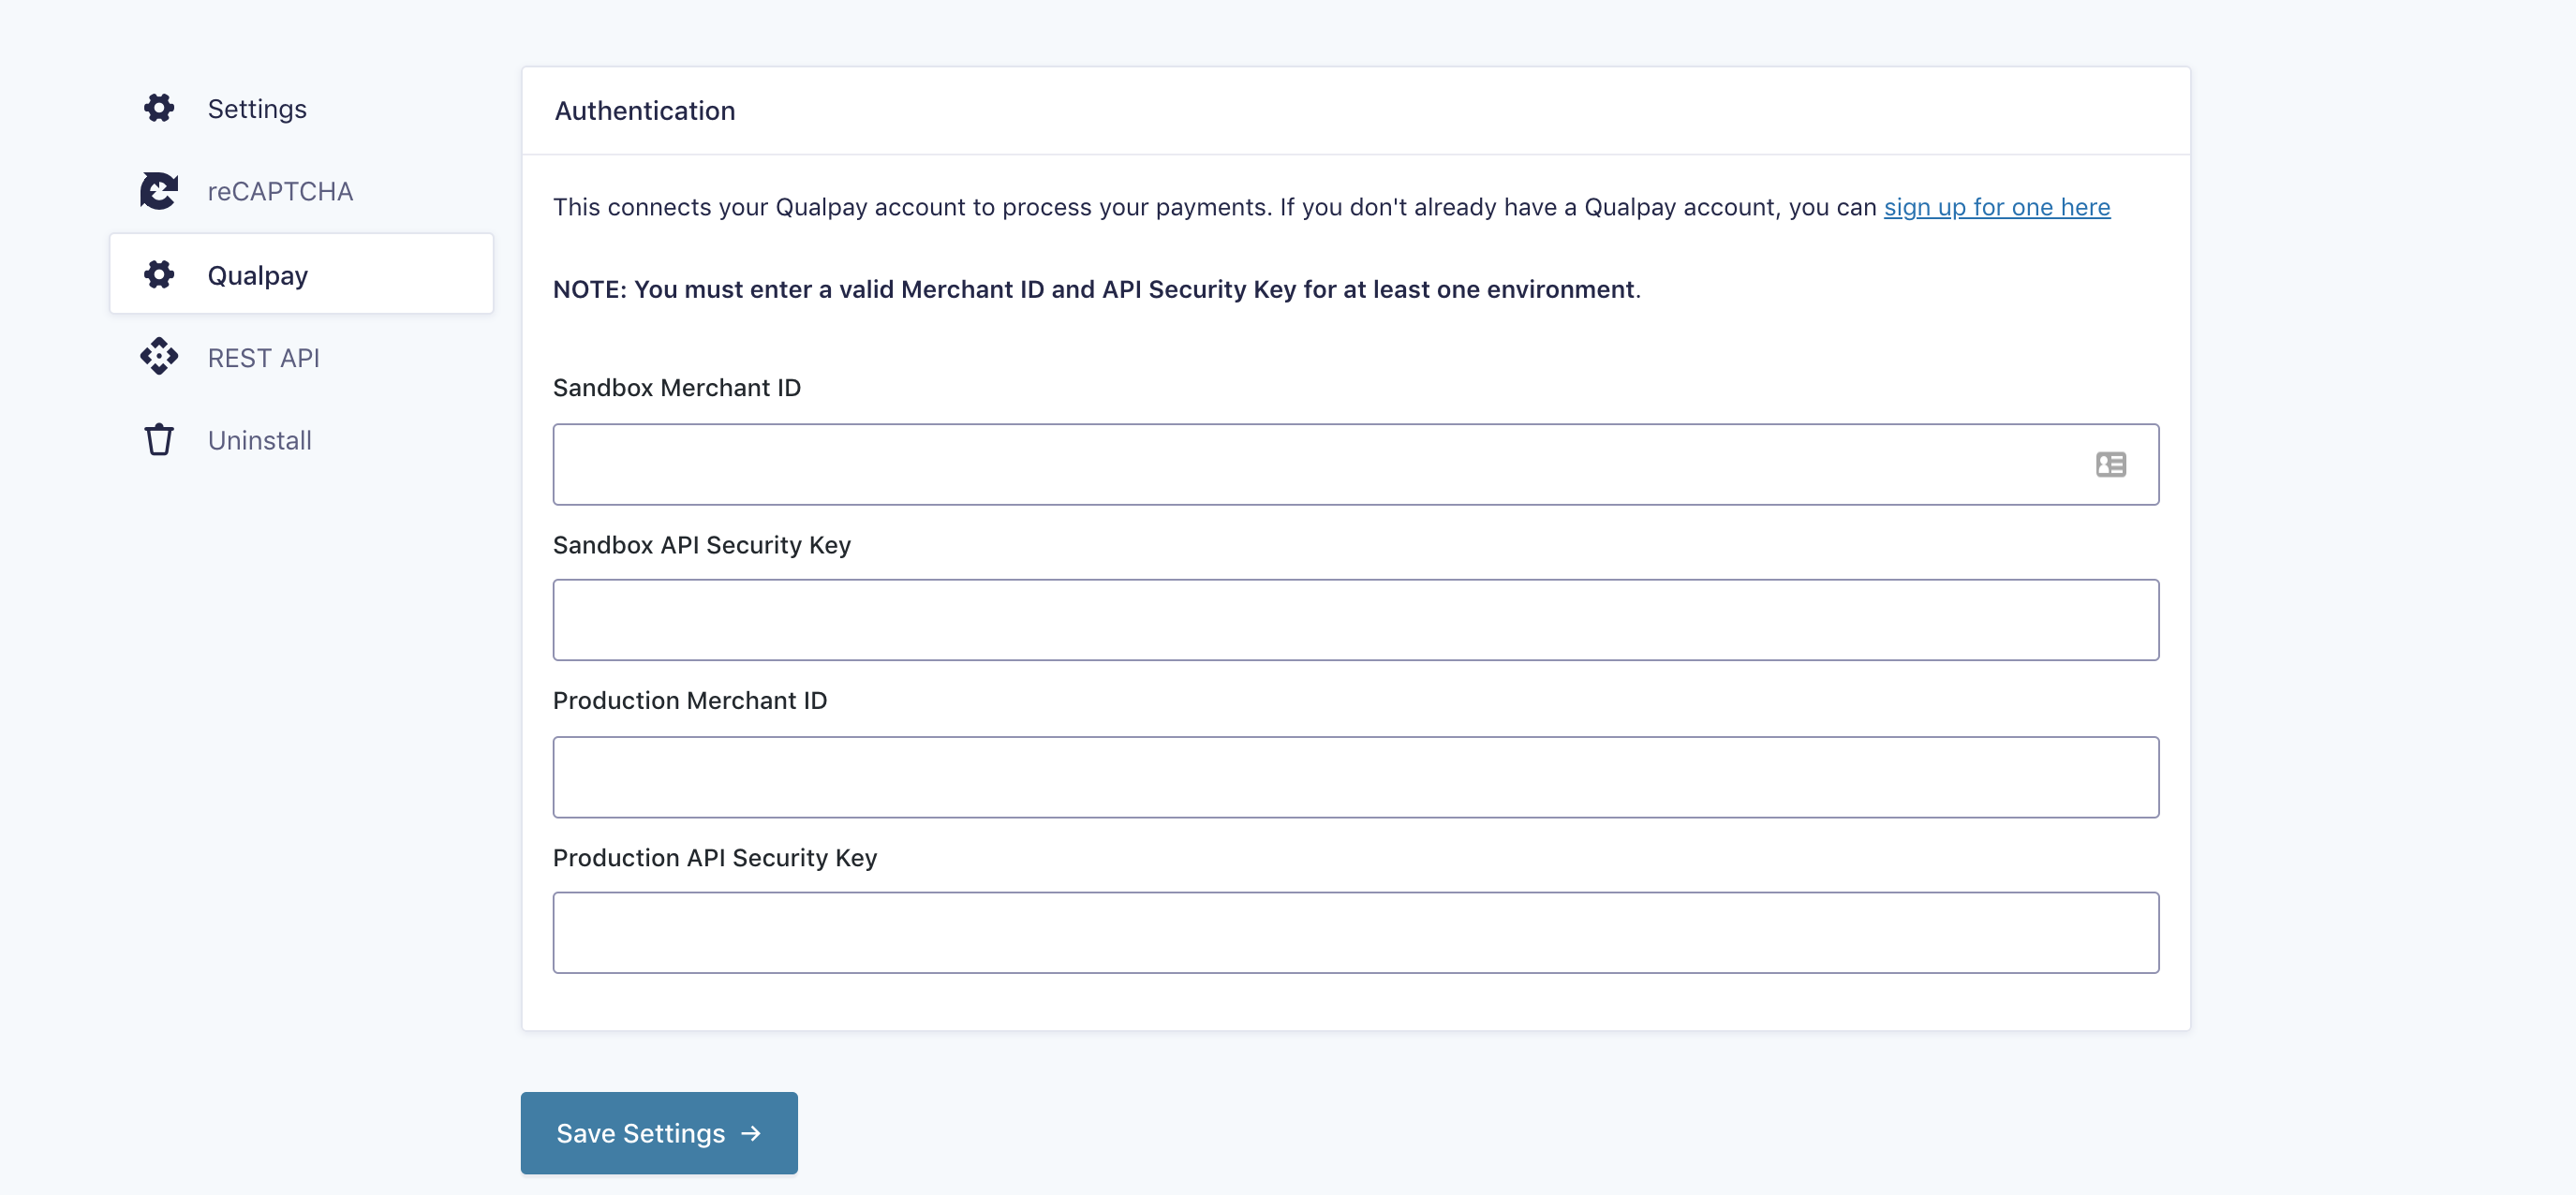 Settings
reCAPTCHA
Qualpay
REST API
Uninstall
Authentication
This connects your Qualpay account to process your payments. If you don't already have a Qualpay account, you can sign up for one here
NOTE: You must enter a valid Merchant ID and API Security Key for at least one environment.
Sandbox Merchant ID
Sandbox API Security Key
Production Merchant ID
Production API Security Key
Save Settings →